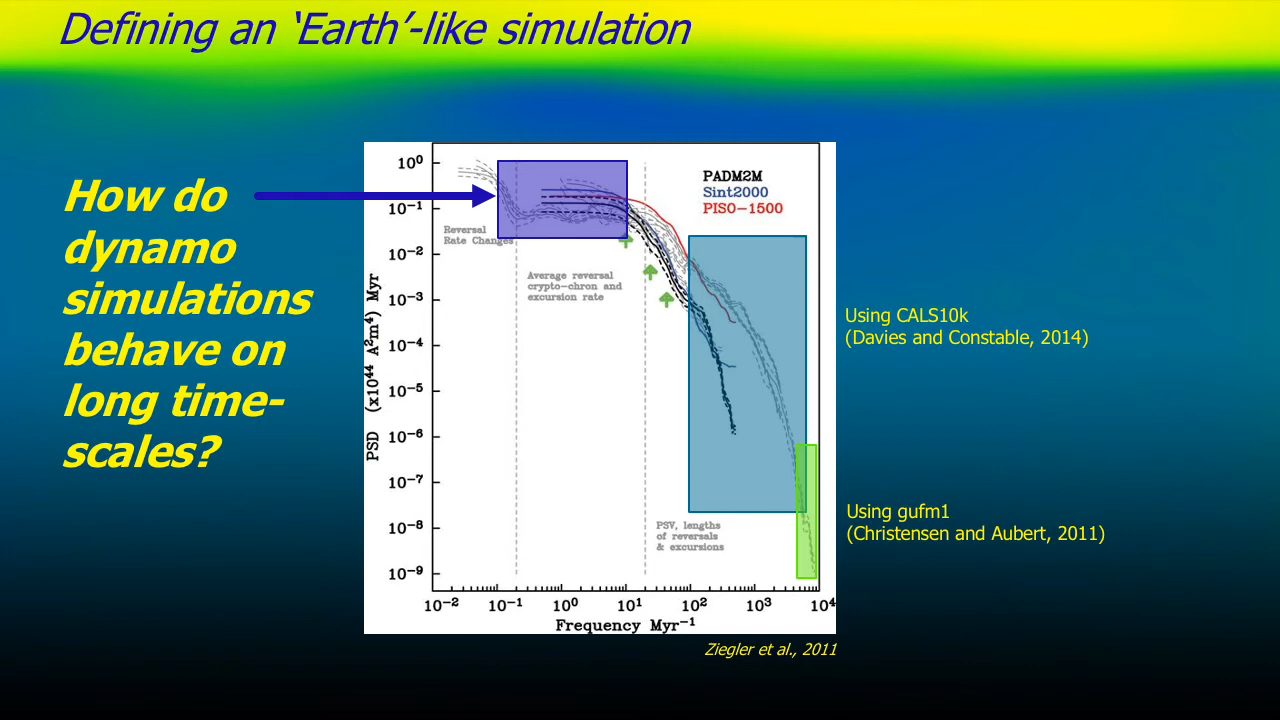 Defining an ‘Earth’-like simulation
How do
dynamo
simulations
behave on
long time-
scales?
PADM2M
Sint2000
PISO-1500
Reversal
Rate Changes
Average reversal
crypto-chron and
excursion rate
PSV, lengths
of reversals
& excursions
PSD (x10⁴⁴ A²m⁴) Myr
10⁰
10⁻¹
10⁻²
10⁻³
10⁻⁴
10⁻⁵
10⁻⁶
10⁻⁷
10⁻⁸
10⁻⁹
10⁻² 10⁻¹ 10⁰ 10¹ 10² 10³ 10⁴
Frequency Myr⁻¹
Using CALS10k
(Davies and Constable, 2014)
Using gufm1
(Christensen and Aubert, 2011)
Ziegler et al., 2011